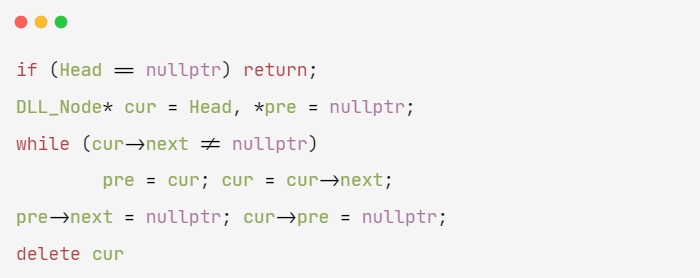 if (Head == nullptr) return;
DLL_Node* cur = Head, *pre = nullptr;
while (cur->next != nullptr)
        pre = cur; cur = cur->next;
pre->next = nullptr; cur->pre = nullptr;
delete cur